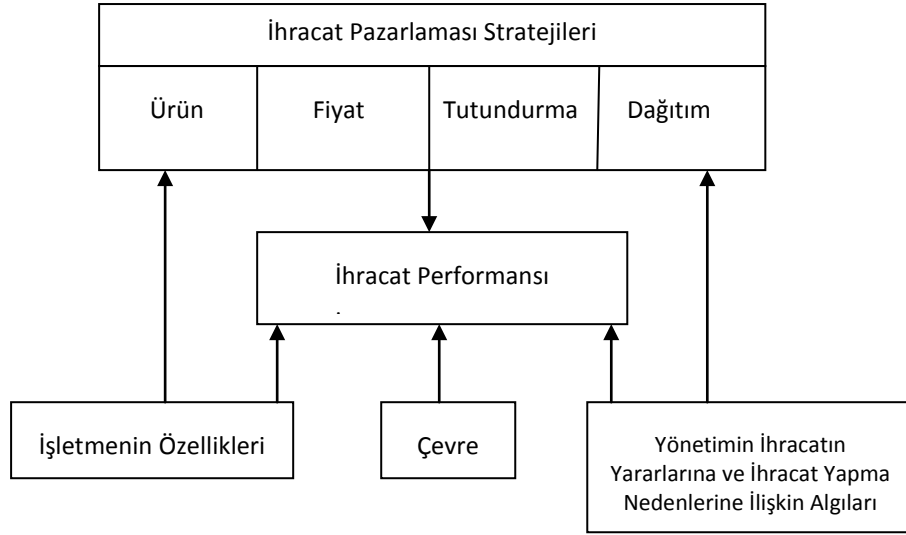 İhracat Pazarlaması Stratejileri
Ürün
Fiyat
Tutundurma
Dağıtım
İhracat Performansı
.
İşletmenin Özellikleri
Çevre
Yönetimin İhracatın
Yararlarına ve İhracat Yapma
Nedenlerine İlişkin Algıları